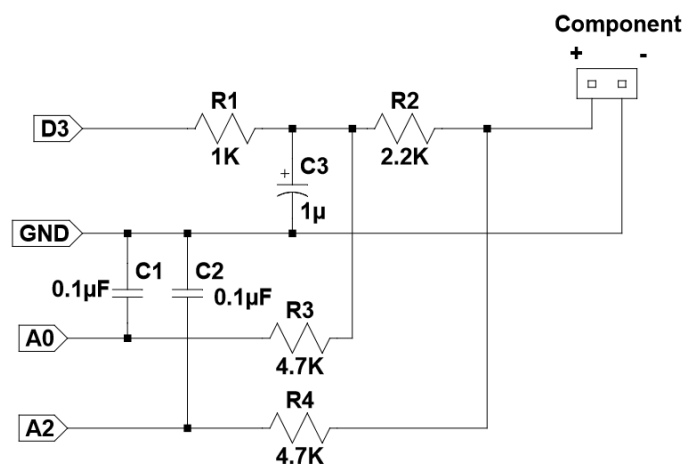 Component
+ -
R1 R2
D3
1K 2.2K
+ C3
1µ
GND
C1 C2
0.1µF 0.1µF
R3
A0
4.7K
R4
A2
4.7K